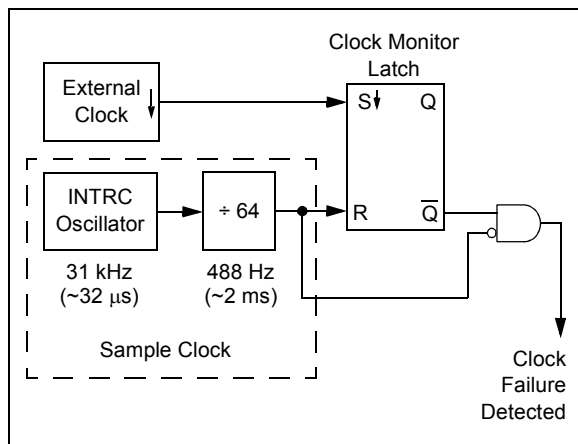 Clock Monitor
Latch
External
Clock
S
Q
INTRC
Oscillator
÷ 64
R
Q̅
31 kHz
(~32 μs)
488 Hz
(~2 ms)
Sample Clock
Clock
Failure
Detected